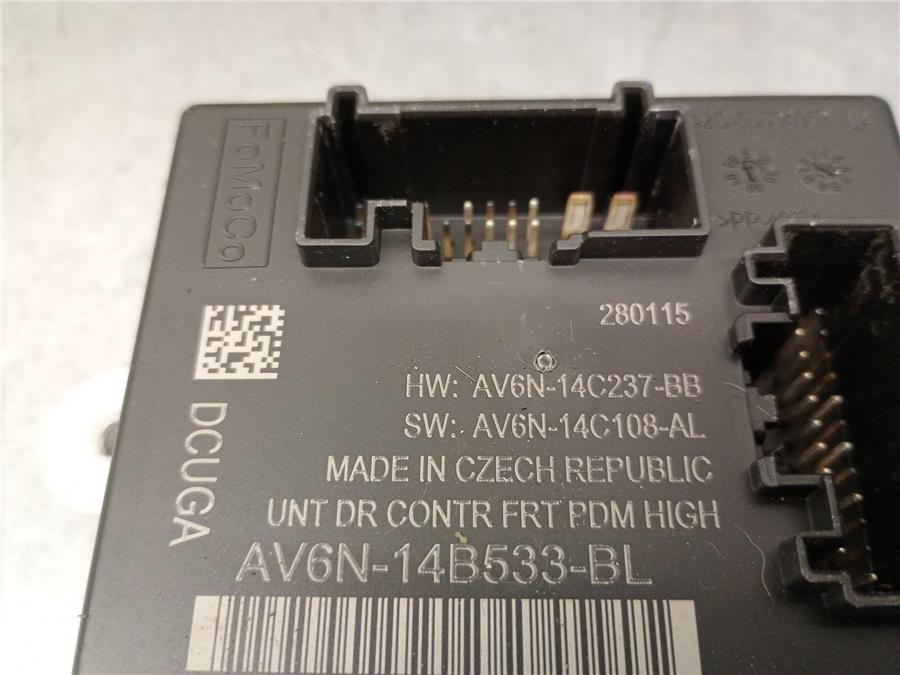 FoMoCo
280115
HW: AV6N-14C237-BB
SW: AV6N-14C108-AL
MADE IN CZECH REPUBLIC
UNT DR CONTR FRT PDM HIGH
AV6N-14B533-BL
DCUGA